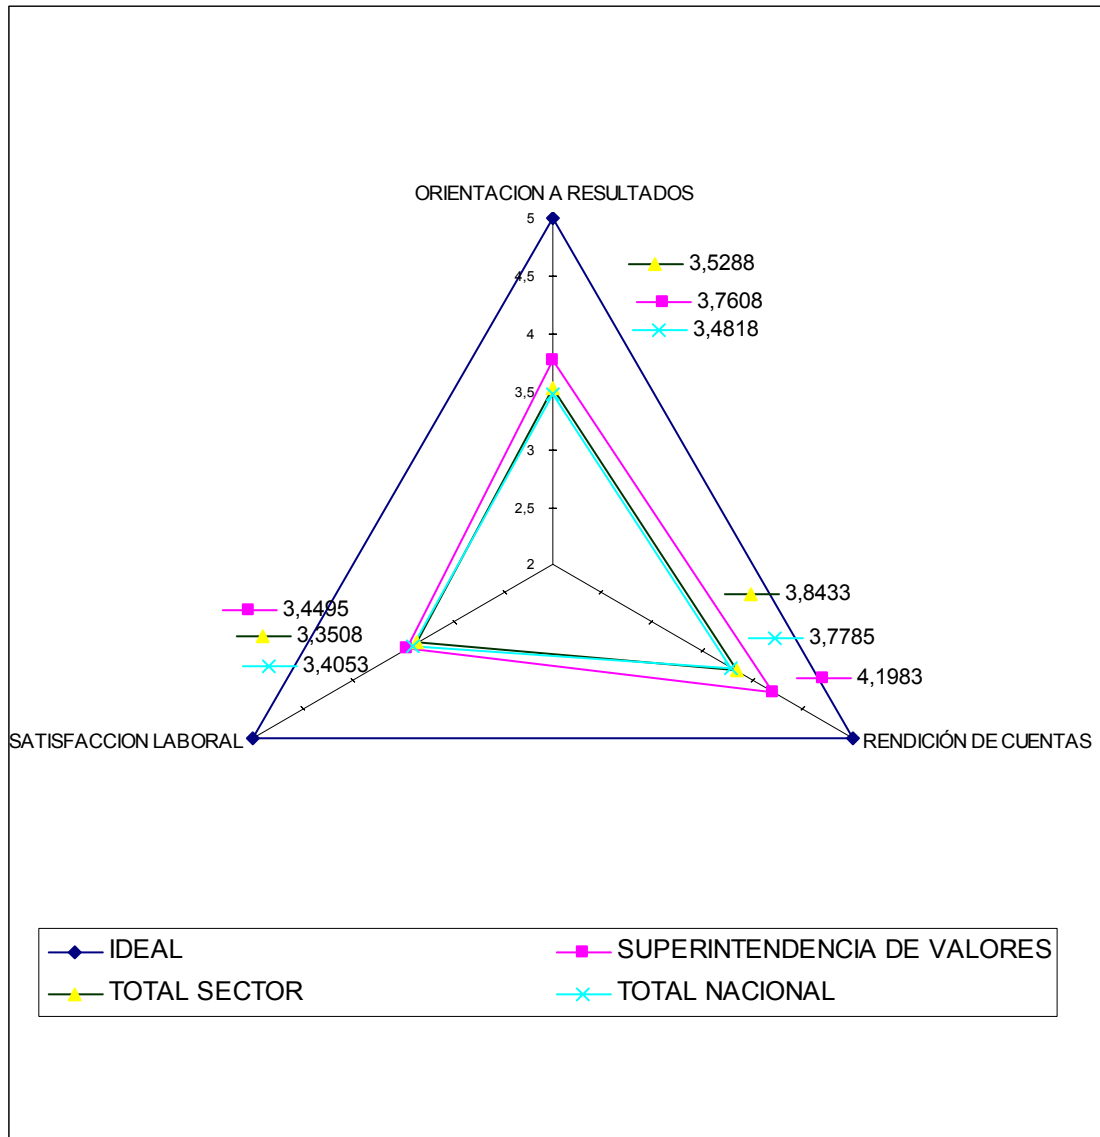 ORIENTACION A RESULTADOS
5
4,5
4
3,5
3
2,5
2
3,5288
3,7608
3,4818
3,8433
3,7785
4,1983
3,4495
3,3508
3,4053
SATISFACCION LABORAL
RENDICIÓN DE CUENTAS
IDEAL
SUPERINTENDENCIA DE VALORES
TOTAL SECTOR
TOTAL NACIONAL